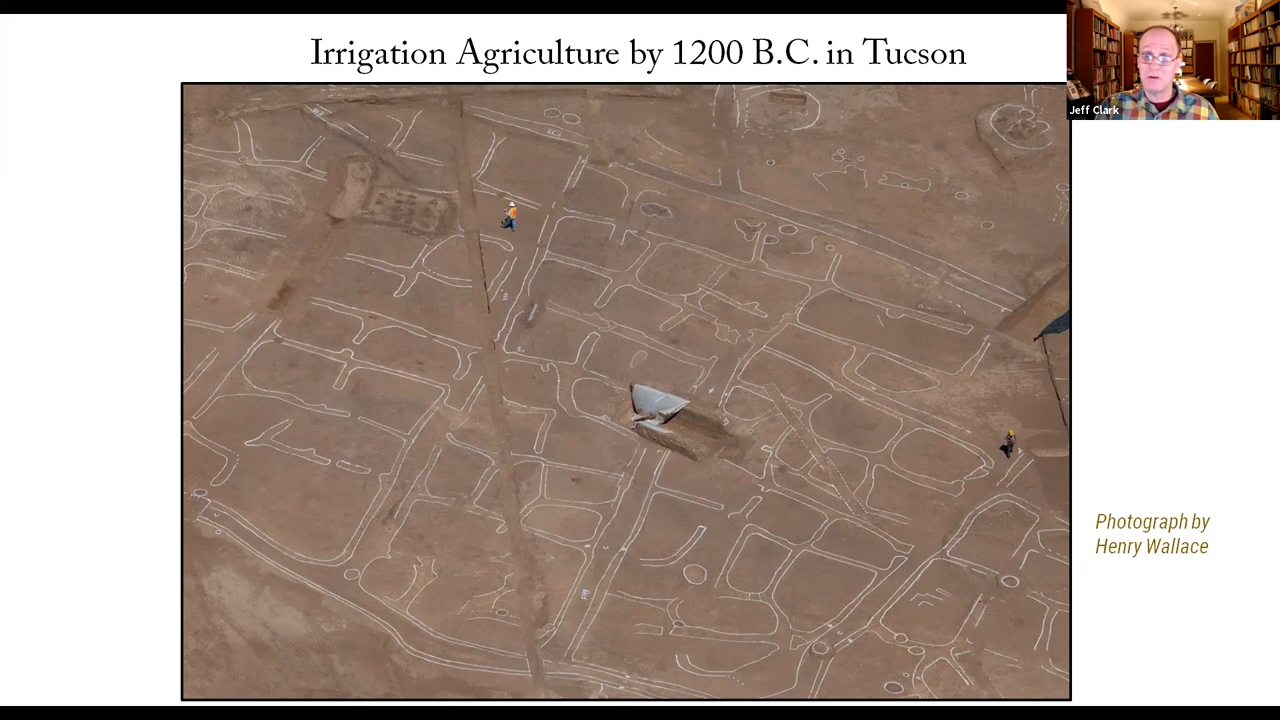 Irrigation Agriculture by 1200 B.C. in Tucson
Jeff Clark
Photograph by
Henry Wallace